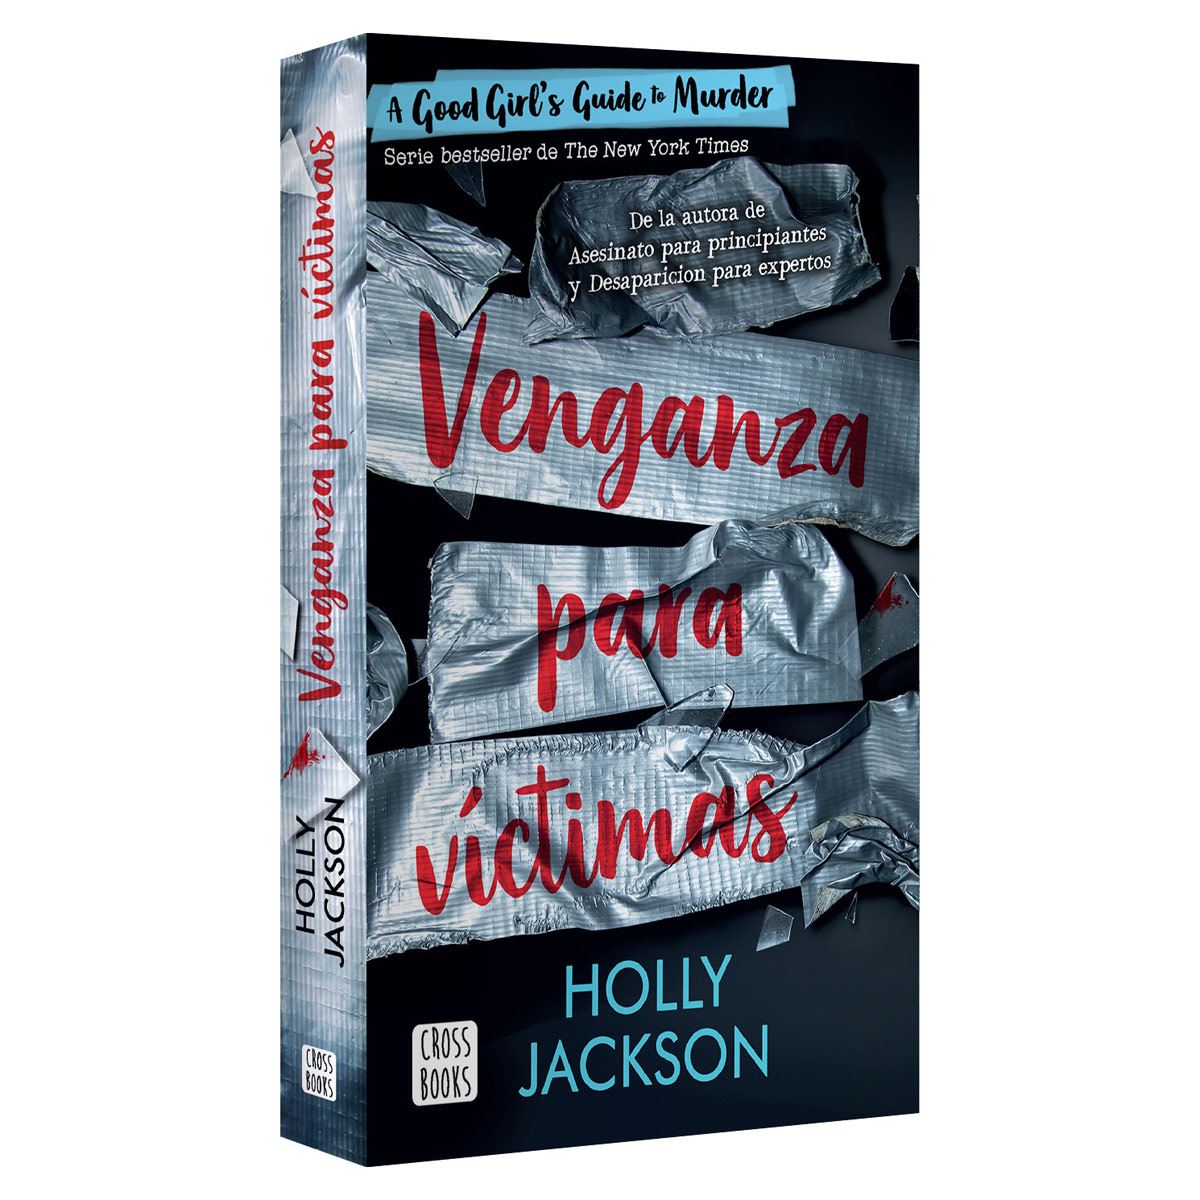 A Good Girl's Guide to Murder
Serie bestseller de The New York Times
De la autora de
Asesinato para principiantes
y Desaparicion para expertos
Venganza
para
víctimas
HOLLY
JACKSON
CROSS
BOOKS
Venganza para víctimas
HOLLY
JACKSON
CROSS
BOOKS